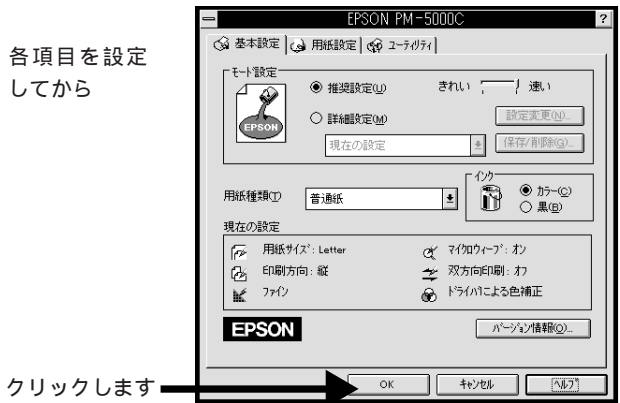 EPSON PM-5000C ?
各項目を設定
してから
基本設定 用紙設定 ユーティリティ
モード設定
推奨設定(U) きれい 速い
EPSON
詳細設定(M) 設定変更(N)...
現在の設定 保存/削除(G)...
用紙種類(T) 普通紙
インク
カラー(C)
黒(B)
現在の設定
用紙サイズ: Letter マイクロウィーブ: オン
印刷方向: 縦 双方向印刷: オフ
ファイン ドライバによる色補正
EPSON バージョン情報(O)...
クリックします OK キャンセル ヘルプ